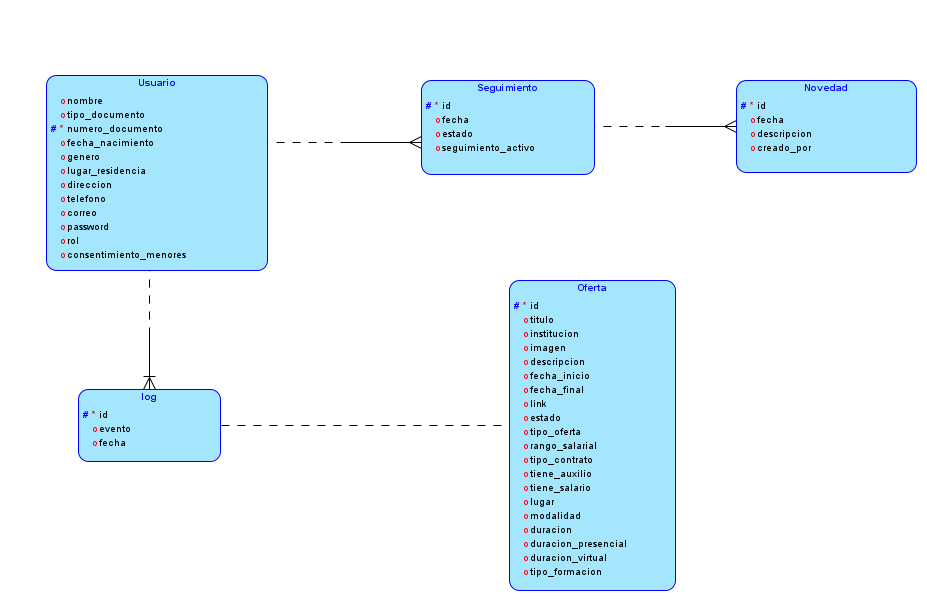 Usuario
o nombre
o tipo_documento
# * numero_documento
o fecha_nacimiento
o genero
o lugar_residencia
o direccion
o telefono
o correo
o password
o rol
o consentimiento_menores
Seguimiento
# * id
o fecha
o estado
o seguimiento_activo
Novedad
# * id
o fecha
o descripcion
o creado_por
log
# * id
o evento
o fecha
Oferta
# * id
o titulo
o institucion
o imagen
o descripcion
o fecha_inicio
o fecha_final
o link
o estado
o tipo_oferta
o rango_salarial
o tipo_contrato
o tiene_auxilio
o tiene_salario
o lugar
o modalidad
o duracion
o duracion_presencial
o duracion_virtual
o tipo_formacion